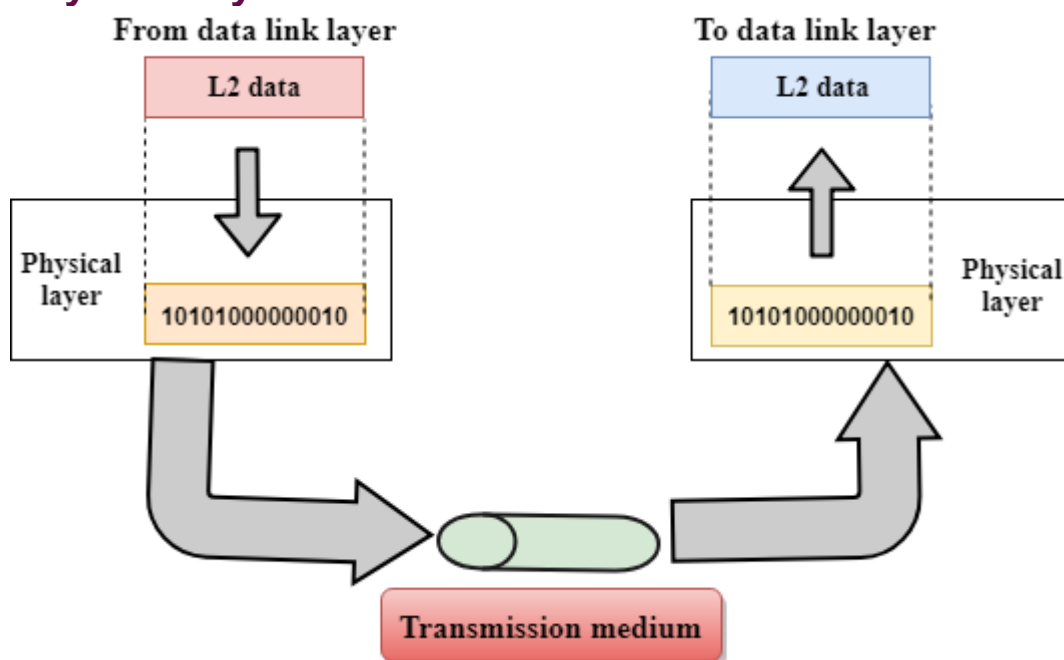 From data link layer
To data link layer
L2 data
L2 data
Physical
layer
10101000000010
10101000000010
Physical
layer
Transmission medium